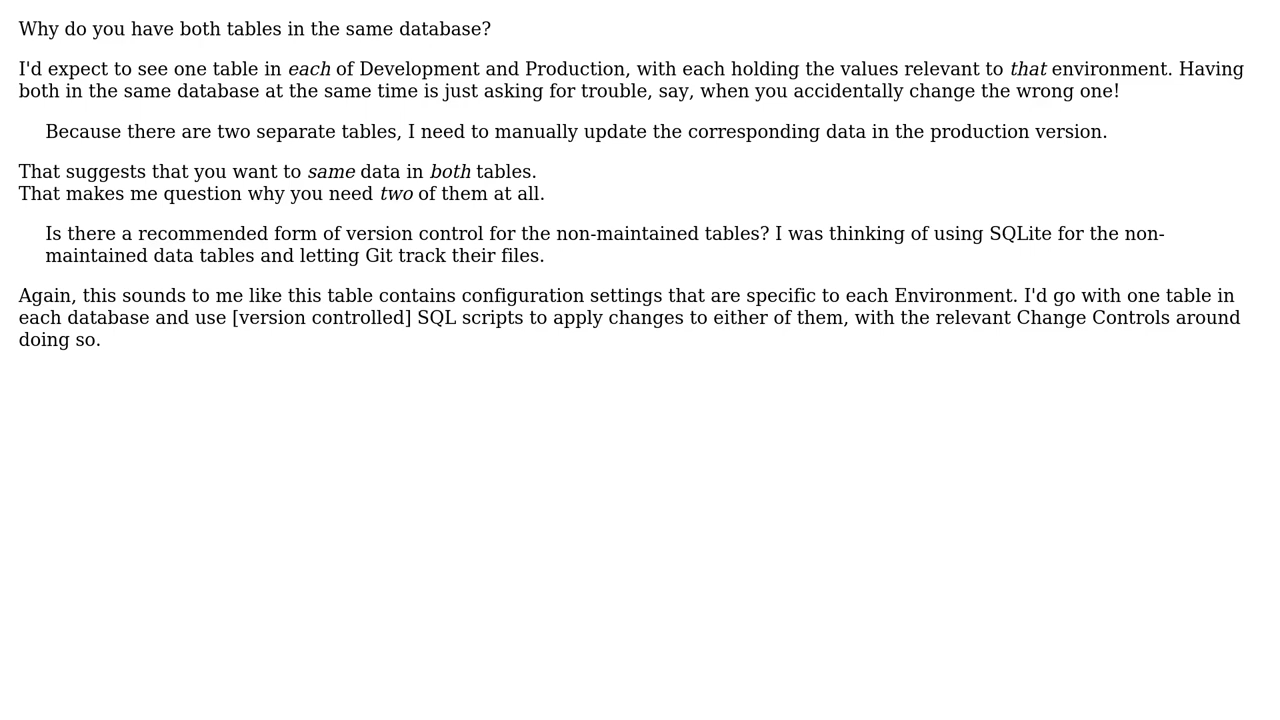 Why do you have both tables in the same database?
I'd expect to see one table in each of Development and Production, with each holding the values relevant to that environment. Having
both in the same database at the same time is just asking for trouble, say, when you accidentally change the wrong one!
Because there are two separate tables, I need to manually update the corresponding data in the production version.
That suggests that you want to same data in both tables.
That makes me question why you need two of them at all.
Is there a recommended form of version control for the non-maintained tables? I was thinking of using SQLite for the non-
maintained data tables and letting Git track their files.
Again, this sounds to me like this table contains configuration settings that are specific to each Environment. I'd go with one table in
each database and use [version controlled] SQL scripts to apply changes to either of them, with the relevant Change Controls around
doing so.